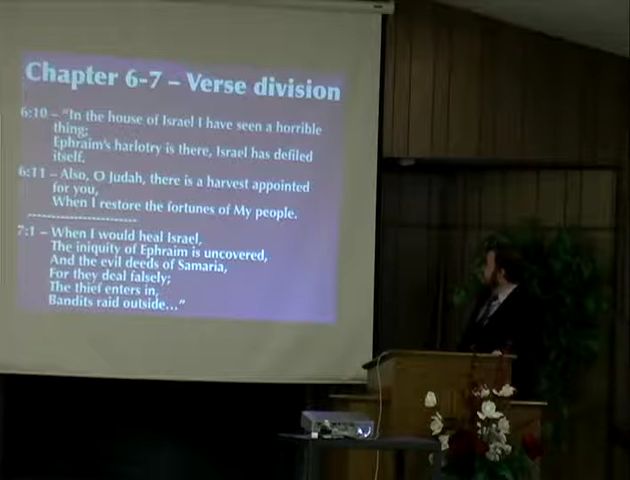 Chapter 6-7 – Verse division
6:10 – "In the house of Israel I have seen a horrible
thing;
Ephraim's harlotry is there, Israel has defiled
itself.
6:11 – Also, O Judah, there is a harvest appointed
for you,
When I restore the fortunes of My people.
--------------------
7:1 – When I would heal Israel,
The iniquity of Ephraim is uncovered,
And the evil deeds of Samaria,
For they deal falsely;
The thief enters in,
Bandits raid outside…"